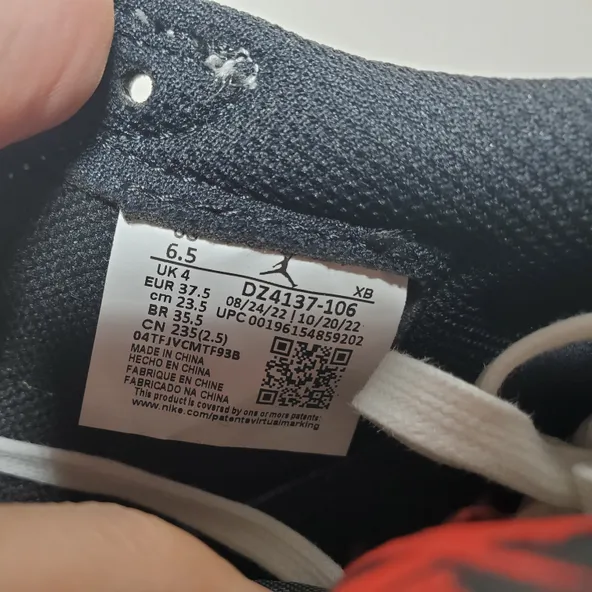 6.5
UK 4
EUR 37.5
cm 23.5
BR 35.5
CN 235(2.5)
04TFJVCMTF93B
XB
DZ4137-106
08/24/22 | 10/20/22
UPC 00196154859202
MADE IN CHINA
HECHO EN CHINA
FABRIQUE EN CHINE
FABRICADO NA CHINA
This product is covered by one or more patents:
www.nike.com/patentsvirtualmarking